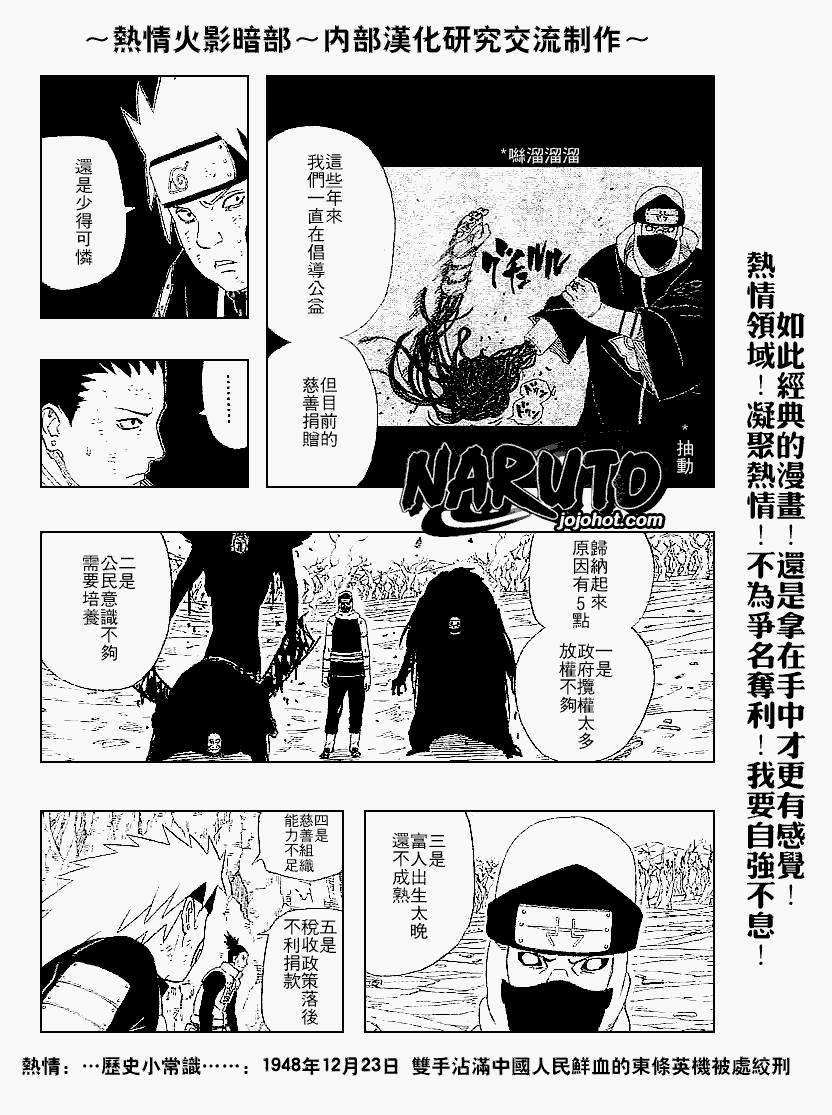 ～熱情火影暗部～内部漢化研究交流制作～
*噝溜溜溜
這些年來
我們一直在倡導公益
但目前的
慈善捐贈
*抽動
還是少得可憐
………
NARUTO
jojohot.com
歸納起來
原因有5點
一是
政府攬權太多
放權不夠
二是
公民意識不夠
需要培養
三是
富人出生太晚
還不成熟
四是
慈善組織
能力不足
五是
稅收政策落後
不利捐款
如此經典的漫畫！還是拿在手中才更有感覺！
熱情領域！凝聚熱情！不為爭名奪利！我要自強不息！
熱情：…歷史小常識……：1948年12月23日 雙手沾滿中國人民鮮血的東條英機被處絞刑